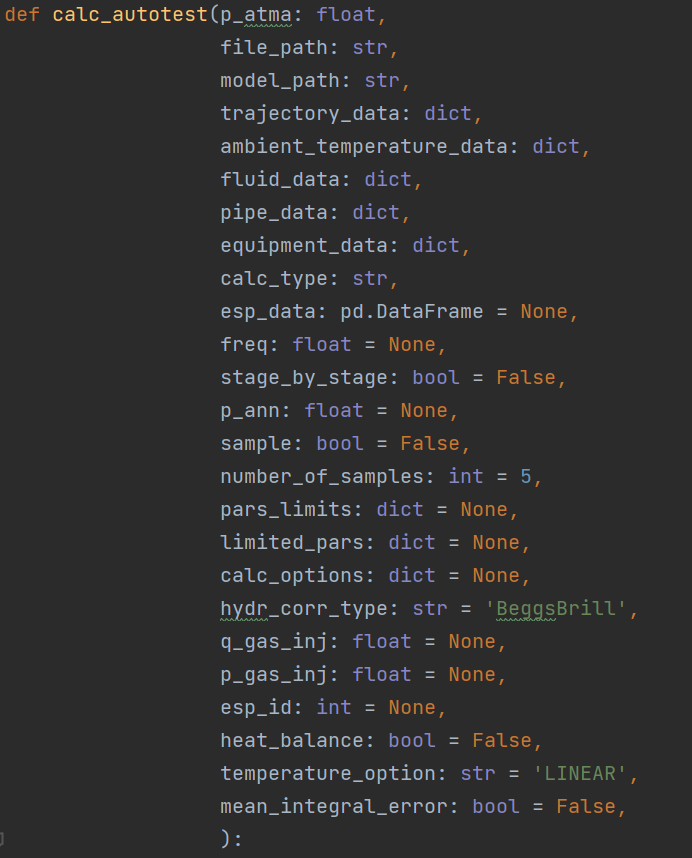 def calc_autotest(p_atma: float,
file_path: str,
model_path: str,
trajectory_data: dict,
ambient_temperature_data: dict,
fluid_data: dict,
pipe_data: dict,
equipment_data: dict,
calc_type: str,
esp_data: pd.DataFrame = None,
freq: float = None,
stage_by_stage: bool = False,
p_ann: float = None,
sample: bool = False,
number_of_samples: int = 5,
pars_limits: dict = None,
limited_pars: dict = None,
calc_options: dict = None,
hydr_corr_type: str = 'BeggsBrill',
q_gas_inj: float = None,
p_gas_inj: float = None,
esp_id: int = None,
heat_balance: bool = False,
temperature_option: str = 'LINEAR',
mean_integral_error: bool = False,
):